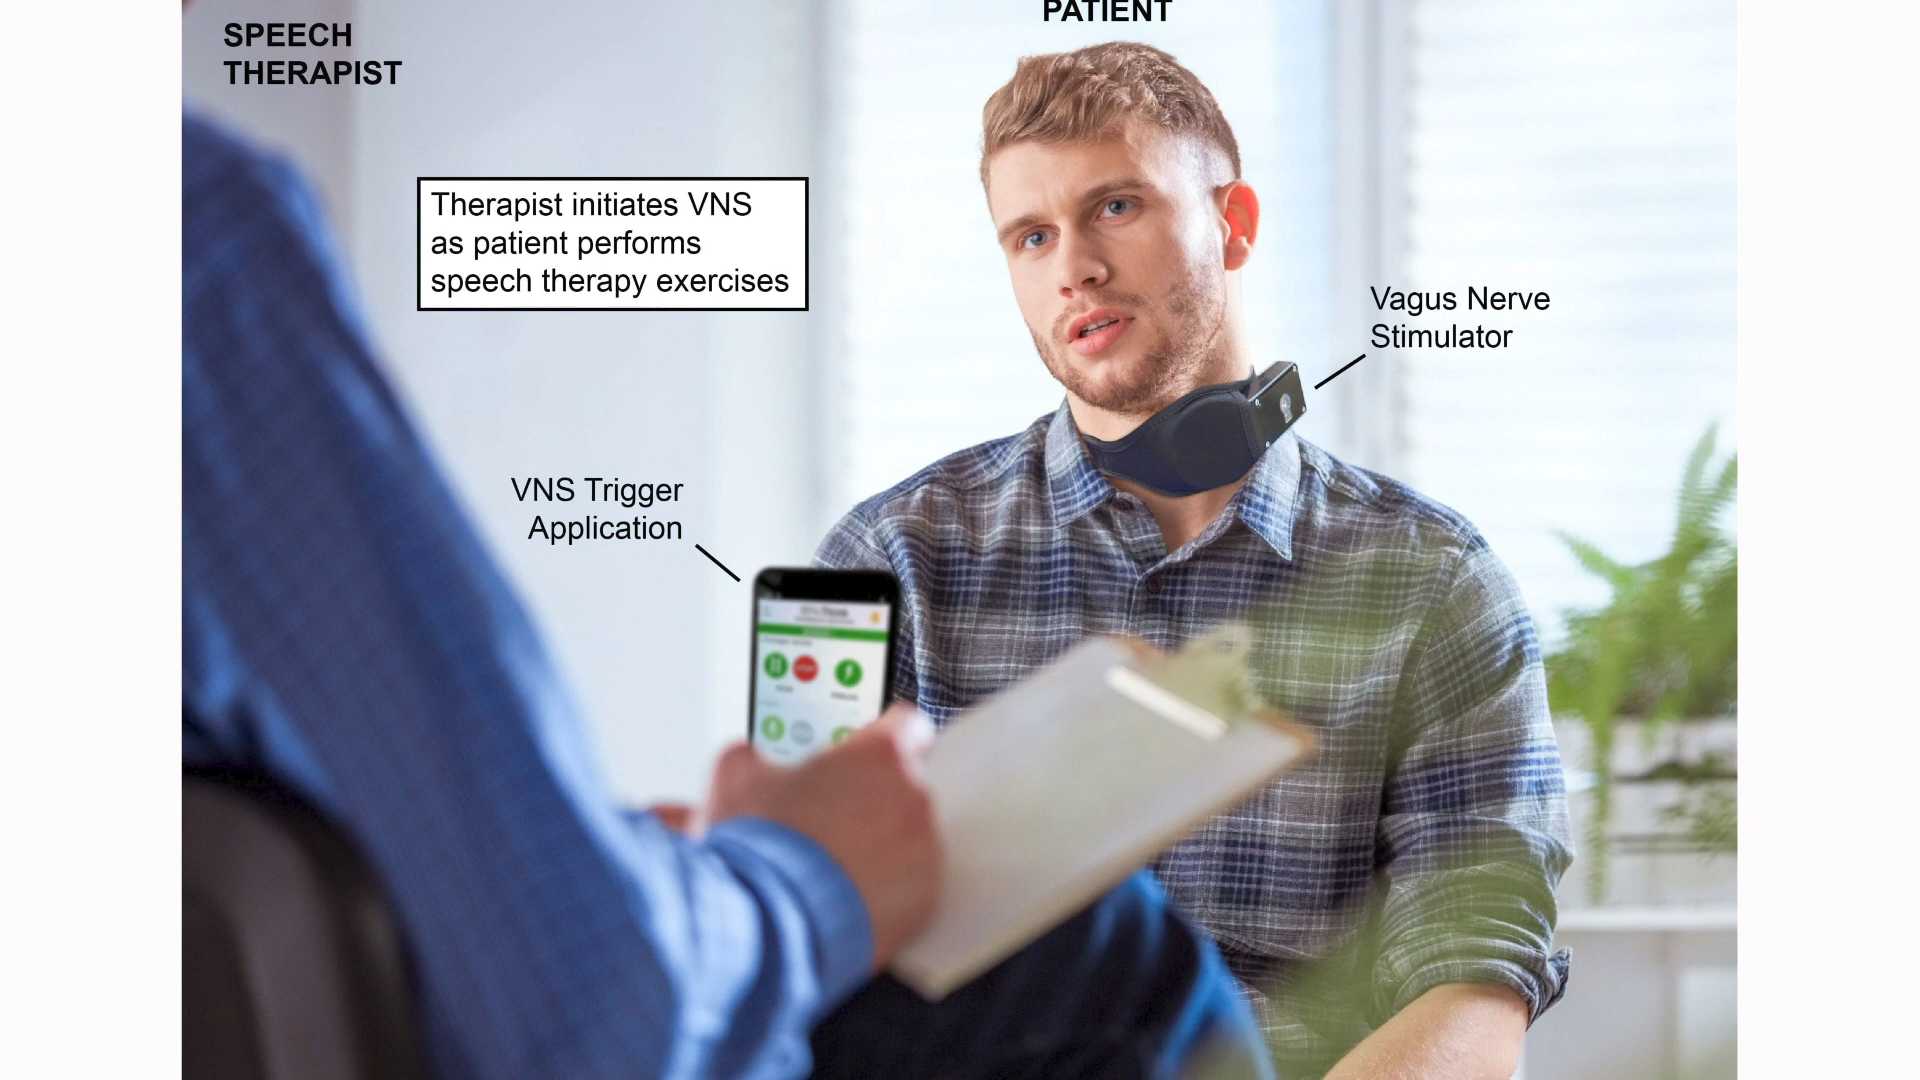 SPEECH
THERAPIST
PATIENT
Therapist initiates VNS
as patient performs
speech therapy exercises
Vagus Nerve
Stimulator
VNS Trigger
Application